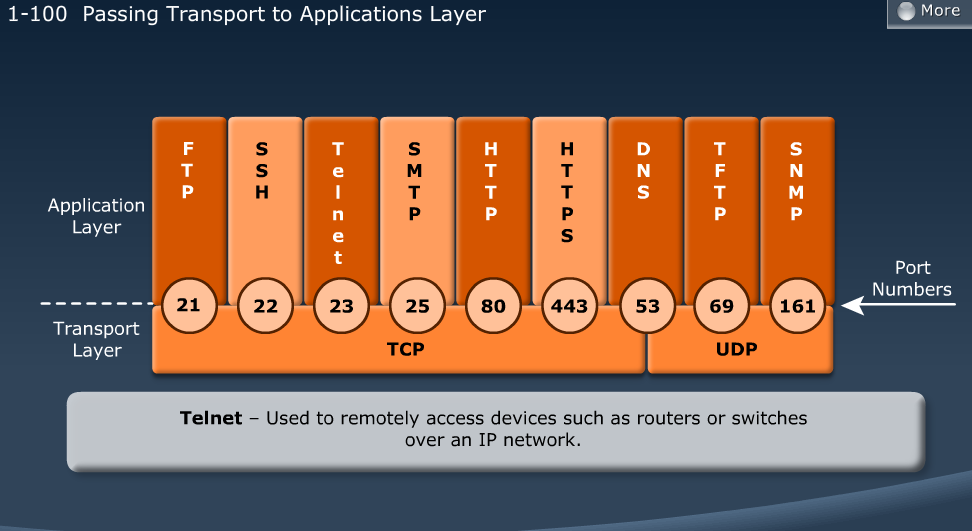 1-100 Passing Transport to Applications Layer
More
FTP
SSH
Telnet
SMTP
HTTP
HTTPS
DNS
TFTP
SNMP
Application
Layer
Port
Numbers
21 22 23 25 80 443 53 69 161
Transport
Layer
TCP UDP
Telnet – Used to remotely access devices such as routers or switches
over an IP network.